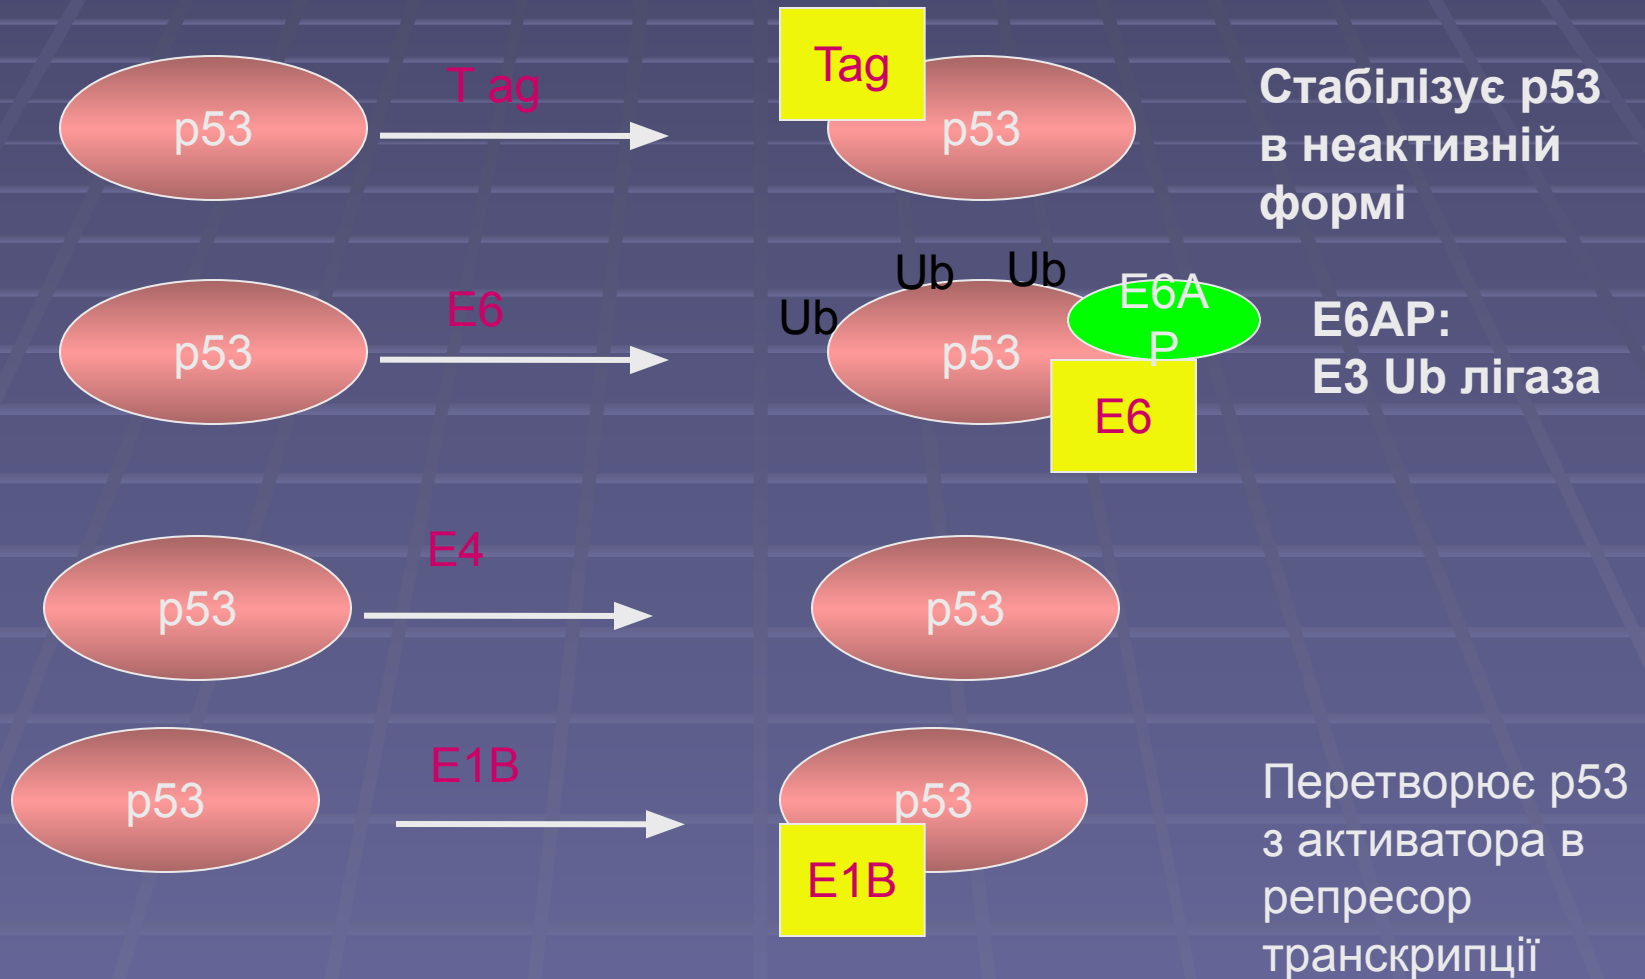 p53
T ag
Tag
p53
Стабілізує p53
в неактивній
формі
p53
E6
Ub
Ub
Ub
p53
E6A
P
E6
E6AP:
E3 Ub лігаза
p53
E4
p53
p53
E1B
p53
E1B
Перетворює p53
з активатора в
репресор
транскрипції